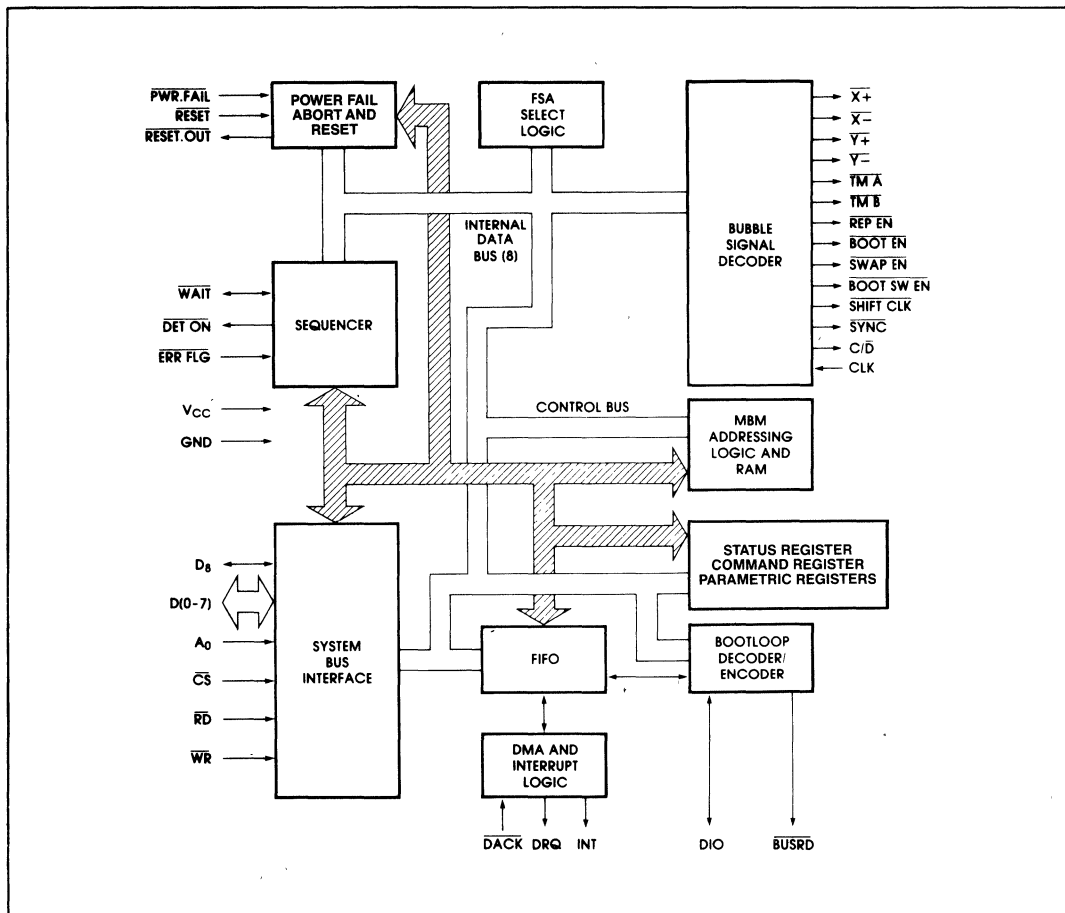 PWR.FAIL
RESET
RESET.OUT
POWER FAIL
ABORT AND
RESET
FSA
SELECT
LOGIC
INTERNAL
DATA
BUS (8)
BUBBLE
SIGNAL
DECODER
X+
X−
Y+
Y−
TM A
TM B
REP EN
BOOT EN
SWAP EN
BOOT SW EN
SHIFT CLK
SYNC
C/D̅
CLK
WAIT
DET ON
ERR FLG
SEQUENCER
VCC
GND
CONTROL BUS
MBM
ADDRESSING
LOGIC AND
RAM
STATUS REGISTER
COMMAND REGISTER
PARAMETRIC REGISTERS
D8
D(0-7)
A0
CS
RD
WR
SYSTEM
BUS
INTERFACE
FIFO
BOOTLOOP
DECODER/
ENCODER
DMA AND
INTERRUPT
LOGIC
DACK DRQ INT DIO BUSRD